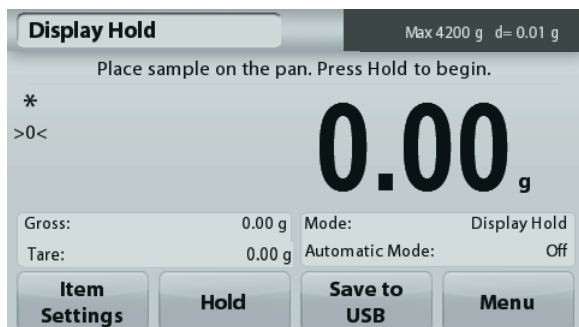 Display Hold
Max 4200 g d= 0.01 g
Place sample on the pan. Press Hold to begin.
*
>0<
0.00 g
Gross: 0.00 g
Tare: 0.00 g
Mode: Display Hold
Automatic Mode: Off
Item
Settings
Hold
Save to
USB
Menu